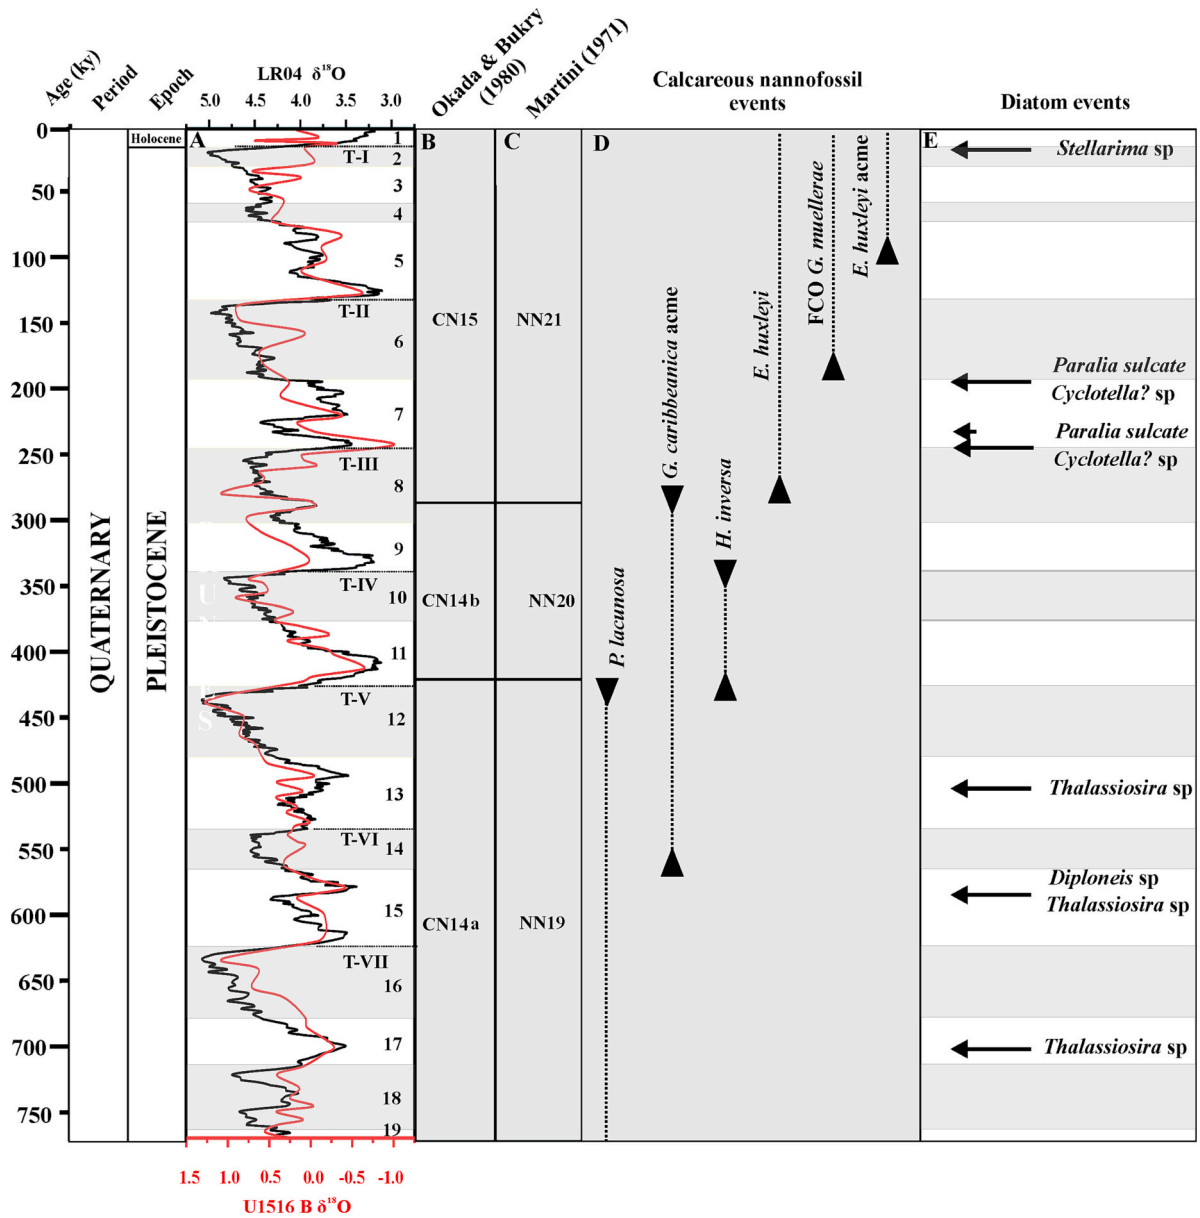 Age (ky)
Period
Epoch
LR04 δ¹⁸O
5.0 4.5 4.0 3.5 3.0
Okada & Bukry
(1980)
Martini (1971)
Calcareous nannofossil
events
Diatom events
0
50
100
150
200
250
300
350
400
450
500
550
600
650
700
750
QUATERNARY
Holocene
PLEISTOCENE
A
1
T-I
2
3
4
5
T-II
6
7
T-III
8
9
T-IV
10
11
T-V
12
13
T-VI
14
15
T-VII
16
17
18
19
B
CN15
CN14b
CN14a
C
NN21
NN20
NN19
D
P. lacunosa
G. caribbeanica acme
H. inversa
E. huxleyi
FCO G. muellerae
E. huxleyi acme
E
Stellarima sp
Paralia sulcate
Cyclotella? sp
Paralia sulcate
Cyclotella? sp
Thalassiosira sp
Diploneis sp
Thalassiosira sp
Thalassiosira sp
1.5 1.0 0.5 0.0 -0.5 -1.0
U1516 B δ¹⁸O